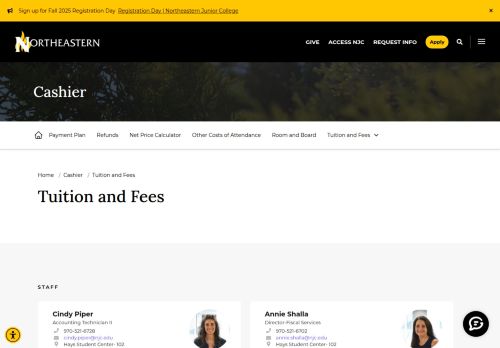 Sign up for Fall 2025 Registration Day Registration Day | Northeastern Junior College ×
NORTHEASTERN GIVE ACCESS NJC REQUEST INFO Apply
Cashier
Payment Plan Refunds Net Price Calculator Other Costs of Attendance Room and Board Tuition and Fees
Home / Cashier / Tuition and Fees
Tuition and Fees
STAFF
Cindy Piper Annie Shalla
Accounting Technician II Director-Fiscal Services
970-521-6728 970-521-6702
cindy.piper@njc.edu annie.shalla@njc.edu
Hays Student Center- 102 Hays Student Center- 102